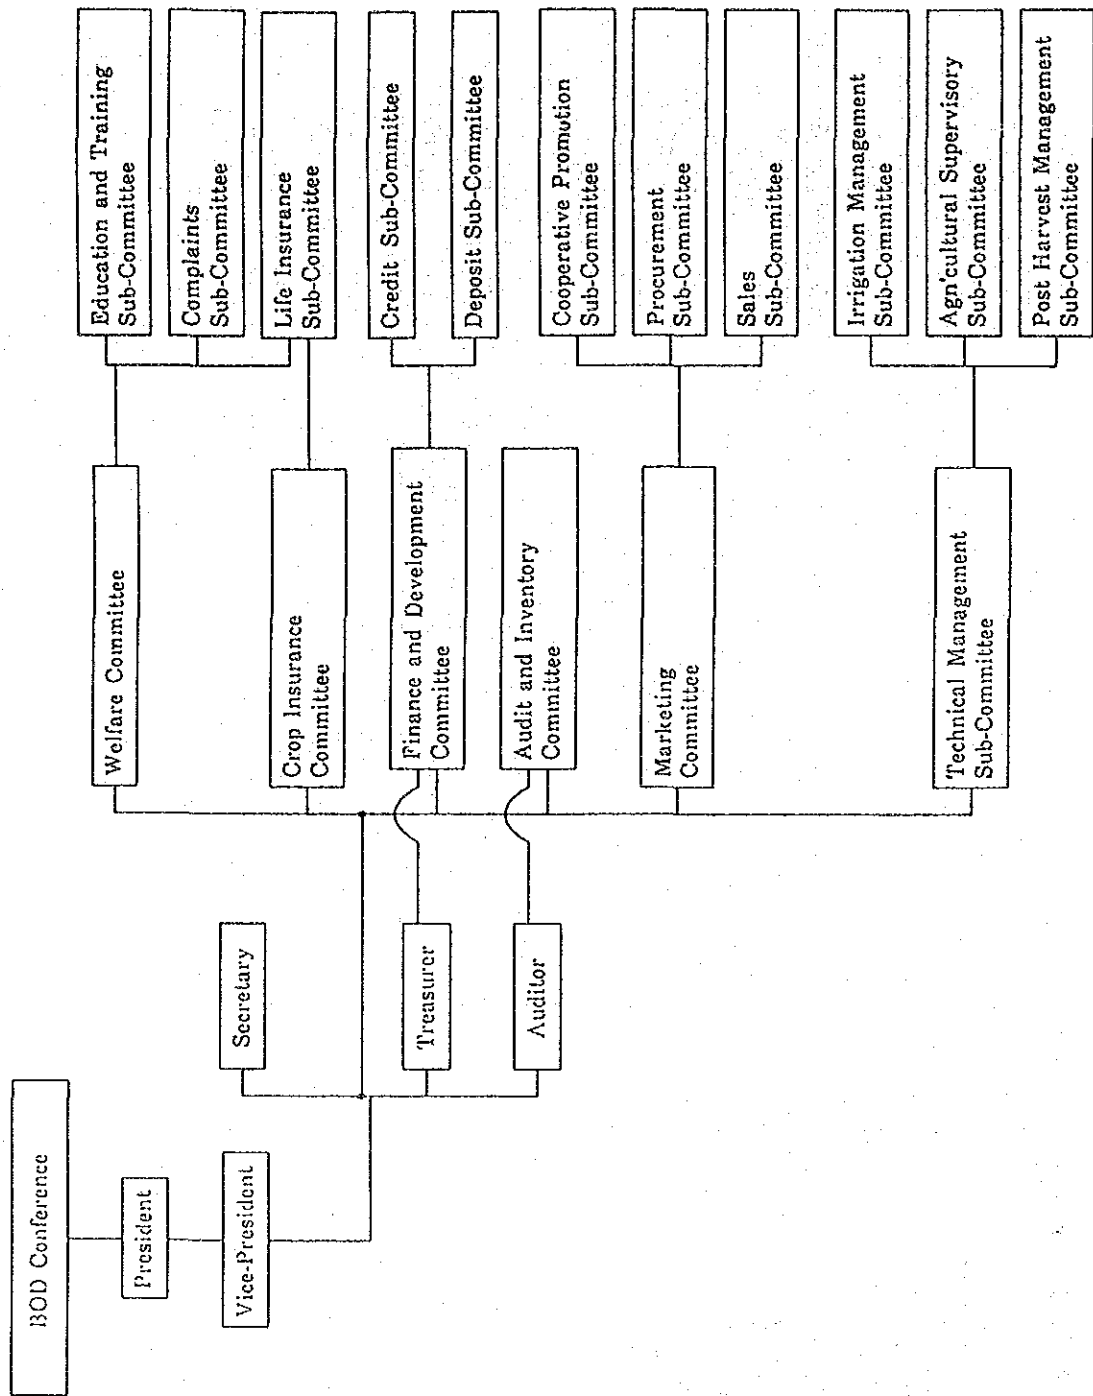 BOD Conference
President
Vice-President
Secretary
Treasurer
Auditor
Welfare Committee
Crop Insurance
Committee
Finance and Development
Committee
Audit and Inventory
Committee
Marketing
Committee
Technical Management
Sub-Committee
Education and Training
Sub-Committee
Complaints
Sub-Committee
Life Insurance
Sub-Committee
Credit Sub-Committee
Deposit Sub-Committee
Cooperative Promution
Sub-Committee
Procurement
Sub-Committee
Sales
Sub-Committee
Irrigation Management
Sub-Committee
Agn'cultural Supervisory
Sub-Committee
Post Harvest Management
Sub-Committee